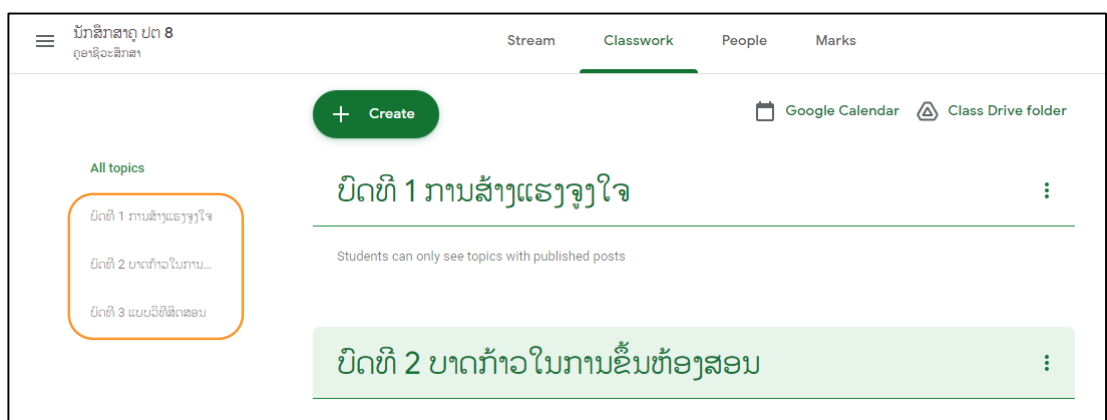 ນັກສຶກສາຄູ ປຕ 8
ຄູອາຊີວະສຶກສາ
Stream
Classwork
People
Marks
Create
Google Calendar
Class Drive folder
All topics
ບົດທີ 1 ການສ້າງແຮງຈູງໃຈ
ບົດທີ 2 ບາດກ້າວໃນການ...
ບົດທີ 3 ແບບວິທີສິດສອນ
ບົດທີ 1 ການສ້າງແຮງຈູງໃຈ
Students can only see topics with published posts
ບົດທີ 2 ບາດກ້າວໃນການຂຶ້ນຫ້ອງສອນ